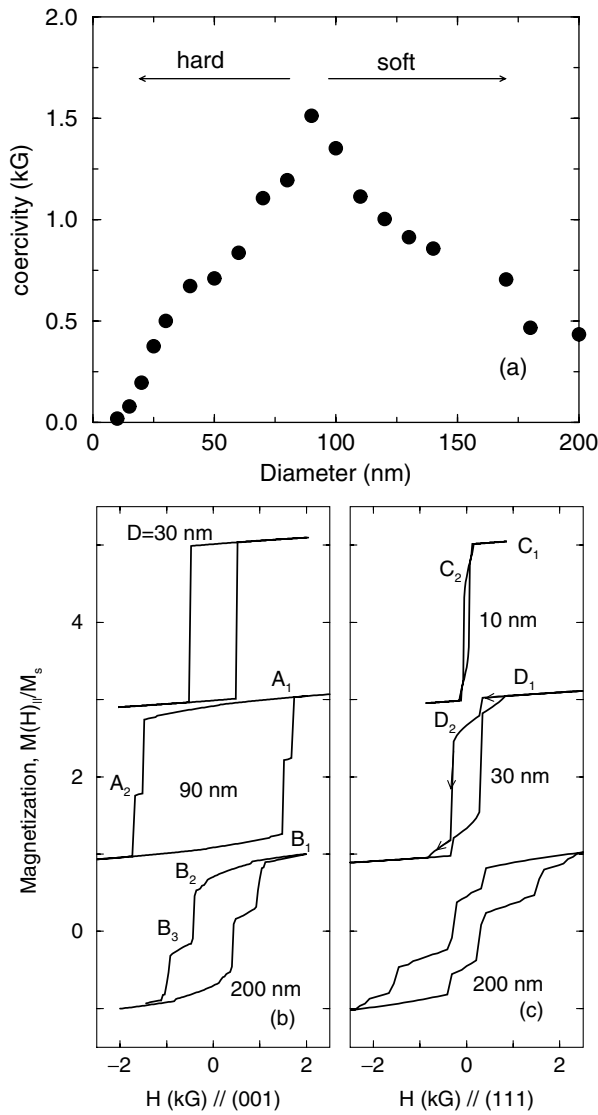 2.0
hard
soft
1.5
coercivity (kG)
1.0
0.5
(a)
0.0
0 50 100 150 200
Diameter (nm)
D=30 nm
C₁
C₂
4
10 nm
A₁
D₁
D₂
Magnetization, M(H)||/Mₛ
2
A₂
90 nm
30 nm
B₁
B₂
B₃
0
200 nm
200 nm
(b)
(c)
−2 0 2
−2 0 2
H (kG) // (001)
H (kG) // (111)